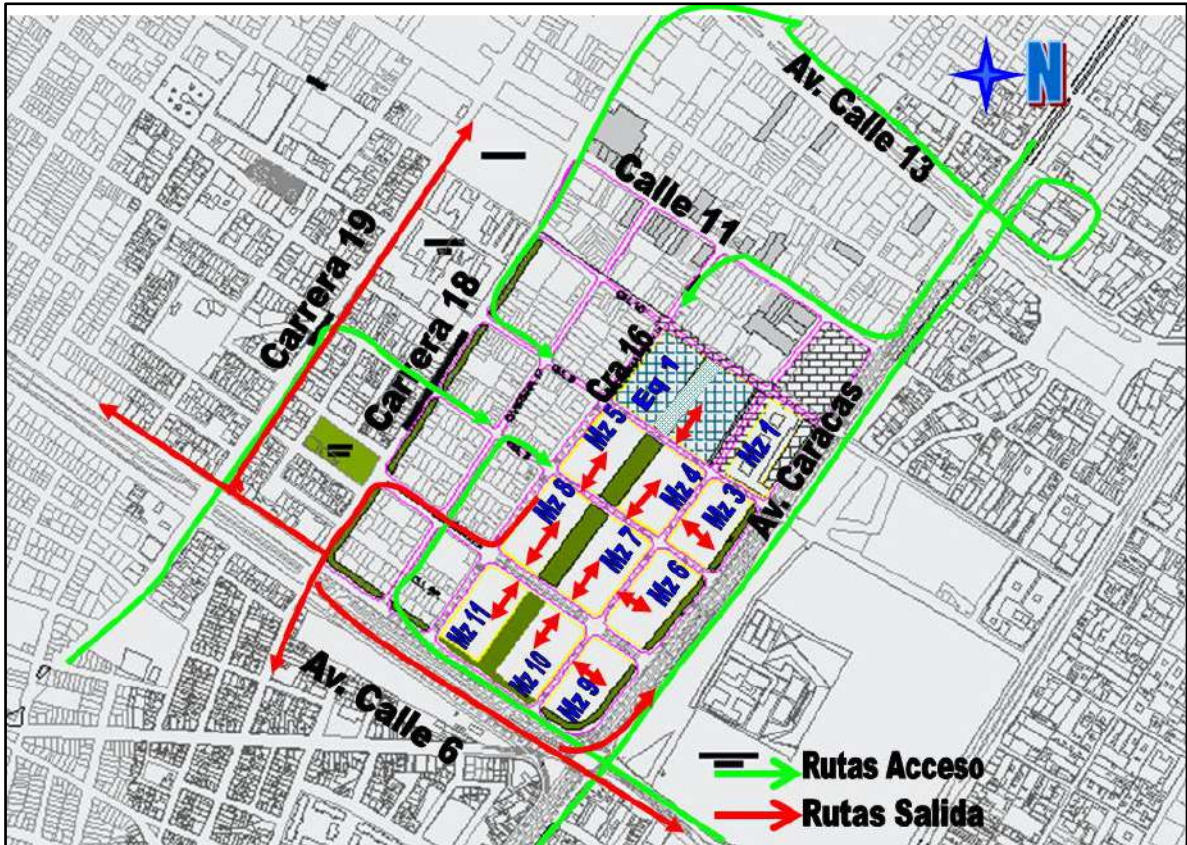 N
Av. Calle 13
Calle 11
Carrera 19
Carrera 18
Cra.16
Eq 1
Mz 1
Av. Caracas
Mz 5
Mz 4
Mz 3
Mz 8
Mz 7
Mz 6
Mz 11
Mz 10
Mz 9
Av. Calle 6
Rutas Acceso
Rutas Salida